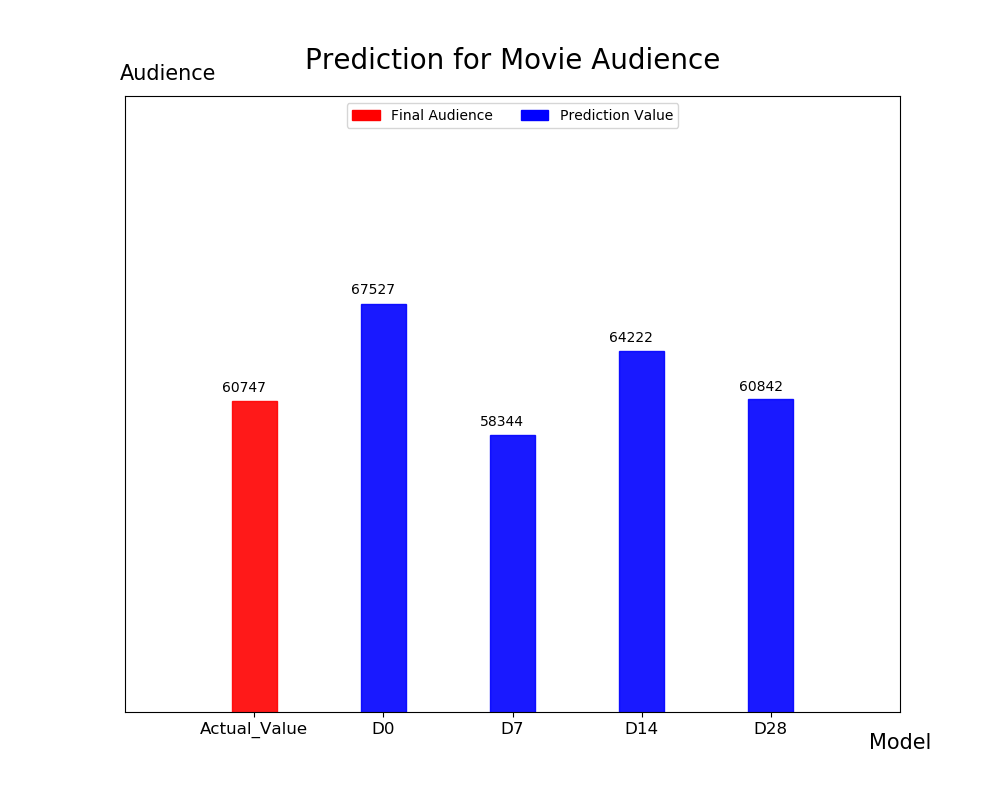 Prediction for Movie Audience
Audience
Final Audience
Prediction Value
60747
67527
58344
64222
60842
Actual_Value
D0
D7
D14
D28
Model